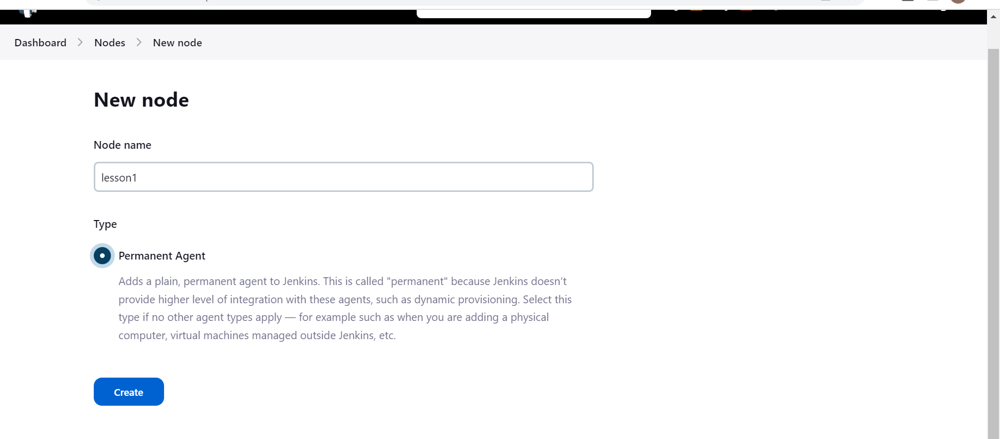 Dashboard > Nodes > New node
New node
Node name
lesson1
Type
Permanent Agent
Adds a plain, permanent agent to Jenkins. This is called "permanent" because Jenkins doesn’t
provide higher level of integration with these agents, such as dynamic provisioning. Select this
type if no other agent types apply — for example such as when you are adding a physical
computer, virtual machines managed outside Jenkins, etc.
Create